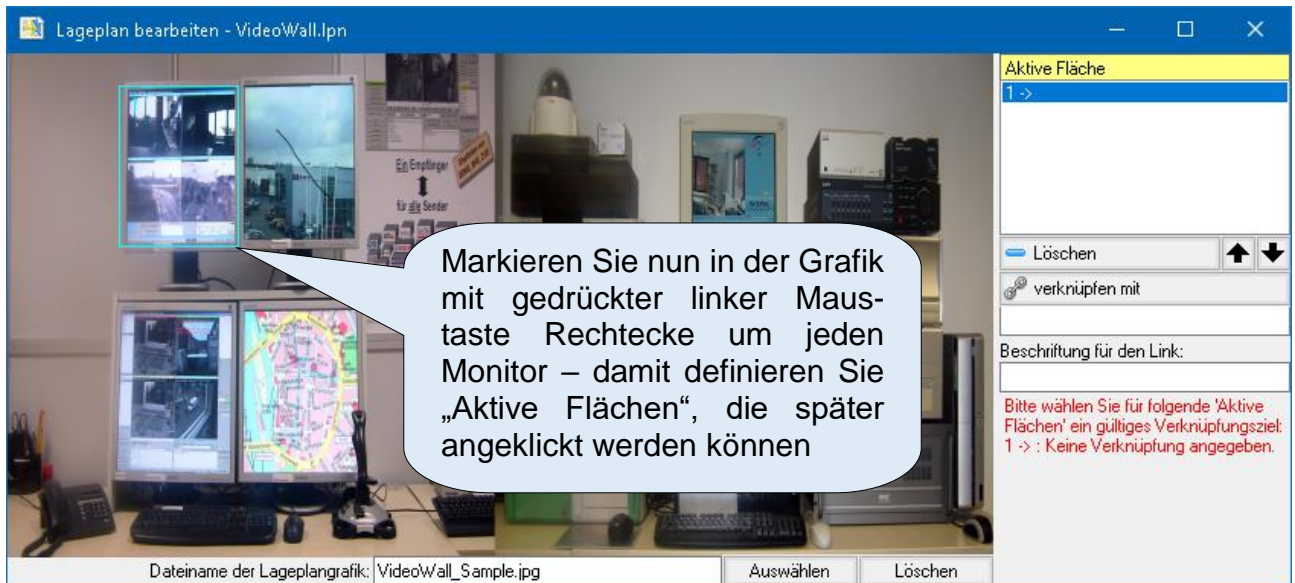 Lageplan bearbeiten - VideoWall.lpn
Ein Empfänger
für alle Sender
Markieren Sie nun in der Grafik
mit gedrückter linker Maus-
taste Rechtecke um jeden
Monitor – damit definieren Sie
„Aktive Flächen“, die später
angeklickt werden können
Aktive Fläche
1 ->
Löschen
verknüpfen mit
Beschriftung für den Link:
Bitte wählen Sie für folgende 'Aktive
Flächen' ein gültiges Verknüpfungsziel:
1 -> : Keine Verknüpfung angegeben.
Dateiname der Lageplangrafik: VideoWall_Sample.jpg Auswählen Löschen